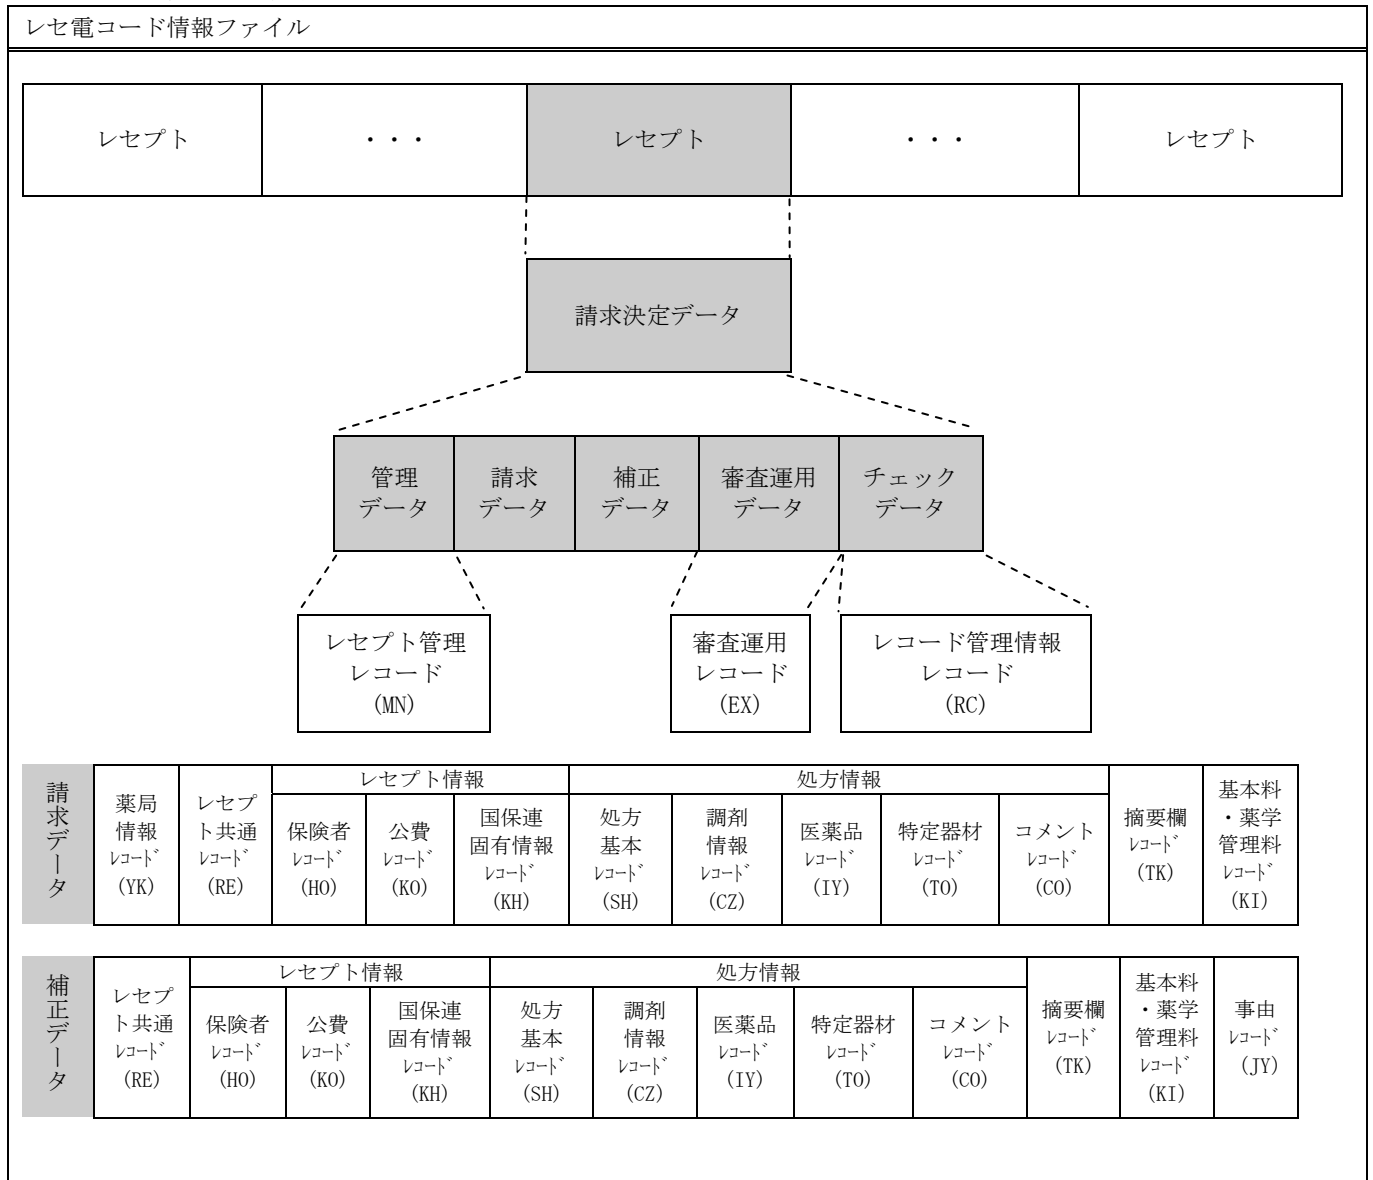 レセ電コード情報ファイル
レセプト
・・・
レセプト
・・・
レセプト
請求決定データ
管理
データ
請求
データ
補正
データ
審査運用
データ
チェック
データ
レセプト管理
レコード
(MN)
審査運用
レコード
(EX)
レコード管理情報
レコード
(RC)
請求データ
薬局
情報
ﾚｺｰﾄﾞ
(YK)
レセプ
ト共通
ﾚｺｰﾄﾞ
(RE)
レセプト情報
保険者
ﾚｺｰﾄﾞ
(HO)
公費
ﾚｺｰﾄﾞ
(KO)
国保連
固有情報
ﾚｺｰﾄﾞ
(KH)
処方情報
処方
基本
ﾚｺｰﾄﾞ
(SH)
調剤
情報
ﾚｺｰﾄﾞ
(CZ)
医薬品
ﾚｺｰﾄﾞ
(IY)
特定器材
ﾚｺｰﾄﾞ
(TO)
コメント
ﾚｺｰﾄﾞ
(CO)
摘要欄
ﾚｺｰﾄﾞ
(TK)
基本料
・薬学
管理料
ﾚｺｰﾄﾞ
(KI)
補正データ
レセプ
ト共通
ﾚｺｰﾄﾞ
(RE)
レセプト情報
保険者
ﾚｺｰﾄﾞ
(HO)
公費
ﾚｺｰﾄﾞ
(KO)
国保連
固有情報
ﾚｺｰﾄﾞ
(KH)
処方情報
処方
基本
ﾚｺｰﾄﾞ
(SH)
調剤
情報
ﾚｺｰﾄﾞ
(CZ)
医薬品
ﾚｺｰﾄﾞ
(IY)
特定器材
ﾚｺｰﾄﾞ
(TO)
コメント
ﾚｺｰﾄﾞ
(CO)
摘要欄
ﾚｺｰﾄﾞ
(TK)
基本料
・薬学
管理料
ﾚｺｰﾄﾞ
(KI)
事由
ﾚｺｰﾄﾞ
(JY)